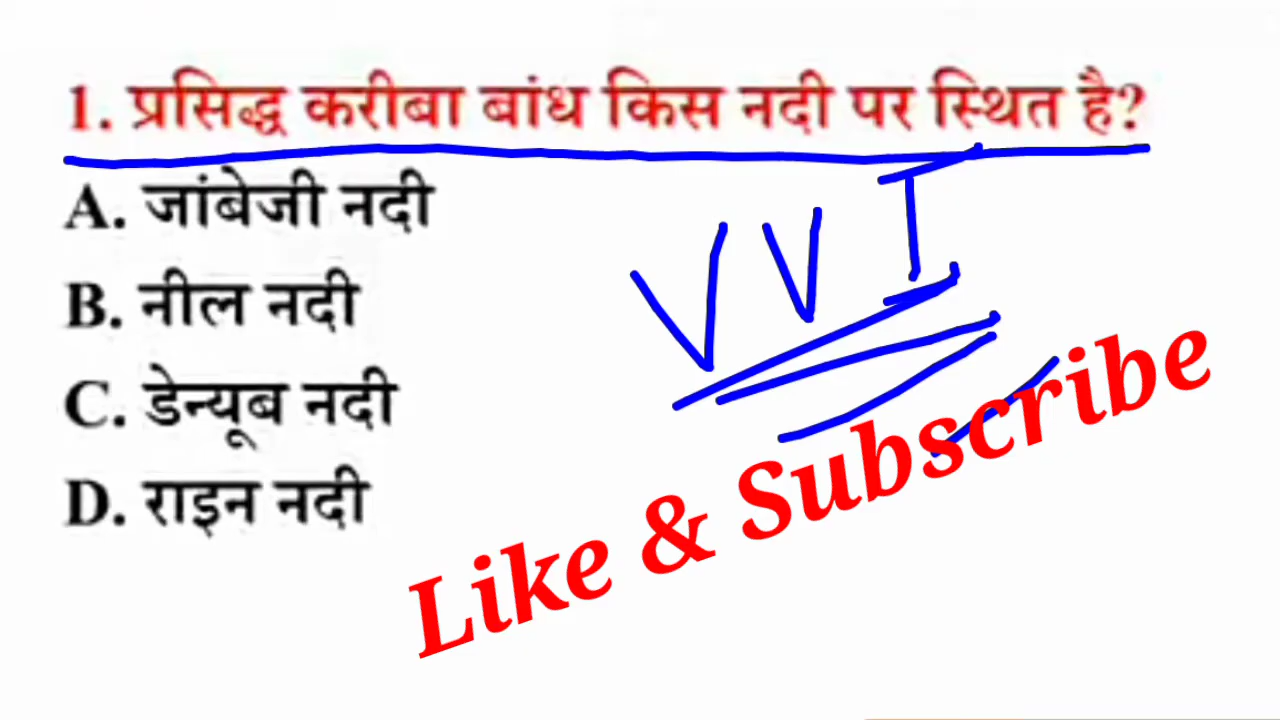 1. प्रसिद्ध करीबा बांध किस नदी पर स्थित है?
A. जांबेजी नदी
B. नील नदी
C. डेन्यूब नदी
D. राइन नदी
VVI
Like & Subscribe